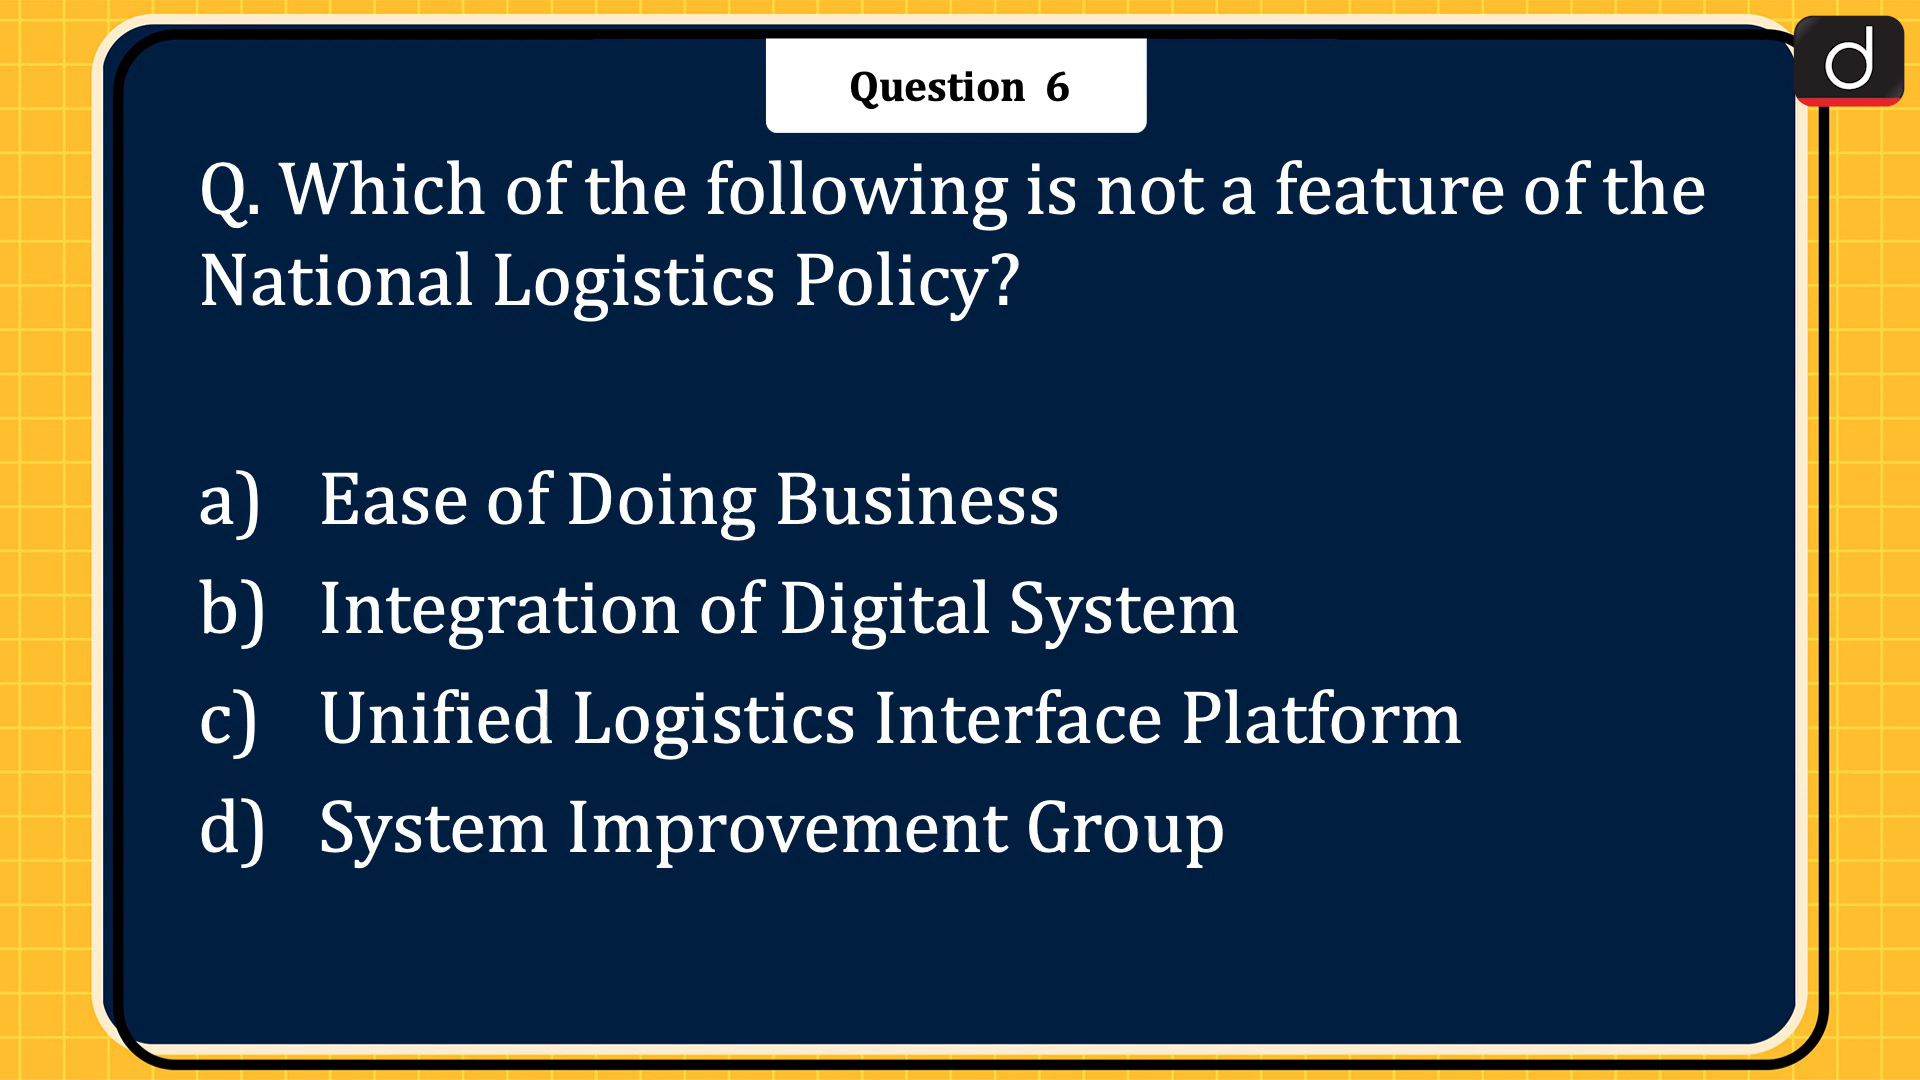 Question 6
Q. Which of the following is not a feature of the
National Logistics Policy?
a) Ease of Doing Business
b) Integration of Digital System
c) Unified Logistics Interface Platform
d) System Improvement Group
d